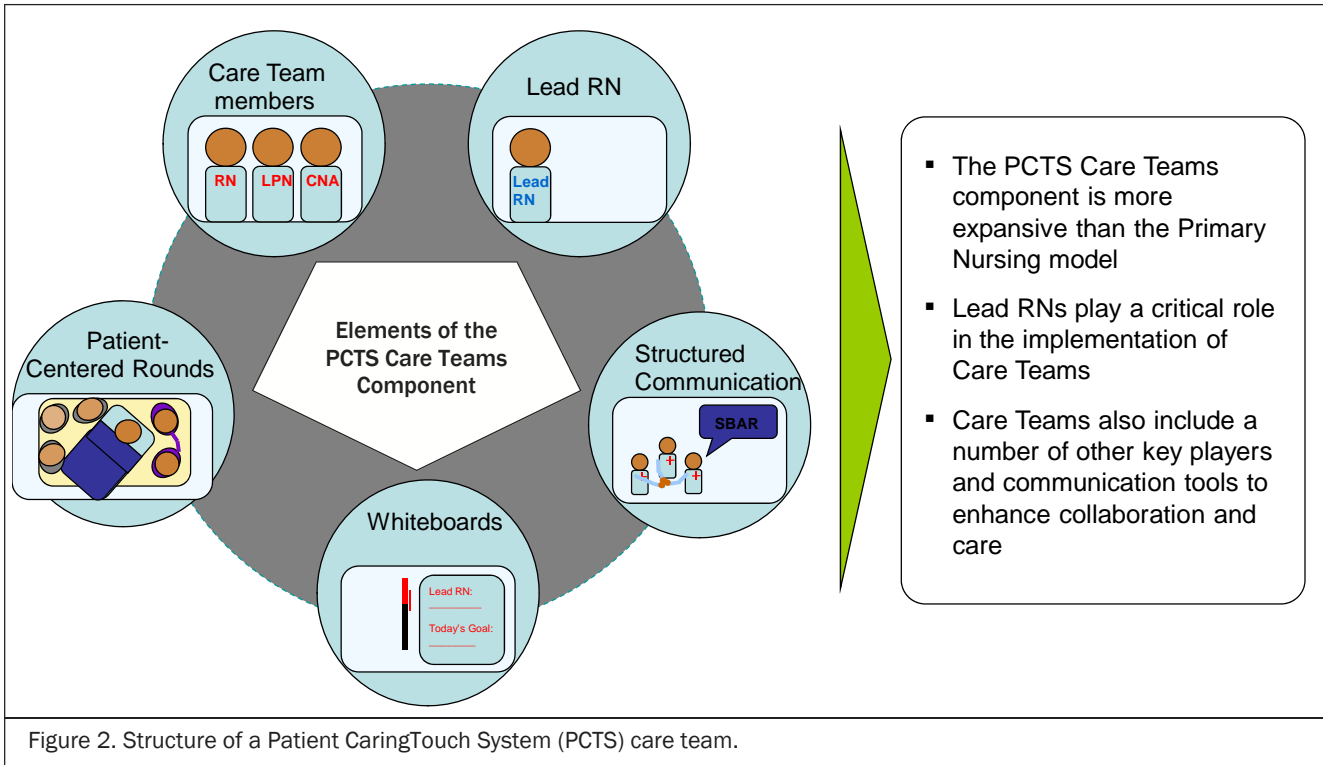 Care Team
members
RN LPN CNA
Lead RN
Lead
RN
Elements of the
PCTS Care Teams
Component
Patient-
Centered Rounds
Structured
Communication
SBAR
Whiteboards
Lead RN:
Today's Goal:
▪ The PCTS Care Teams
component is more
expansive than the Primary
Nursing model
▪ Lead RNs play a critical role
in the implementation of
Care Teams
▪ Care Teams also include a
number of other key players
and communication tools to
enhance collaboration and
care
Figure 2. Structure of a Patient CaringTouch System (PCTS) care team.